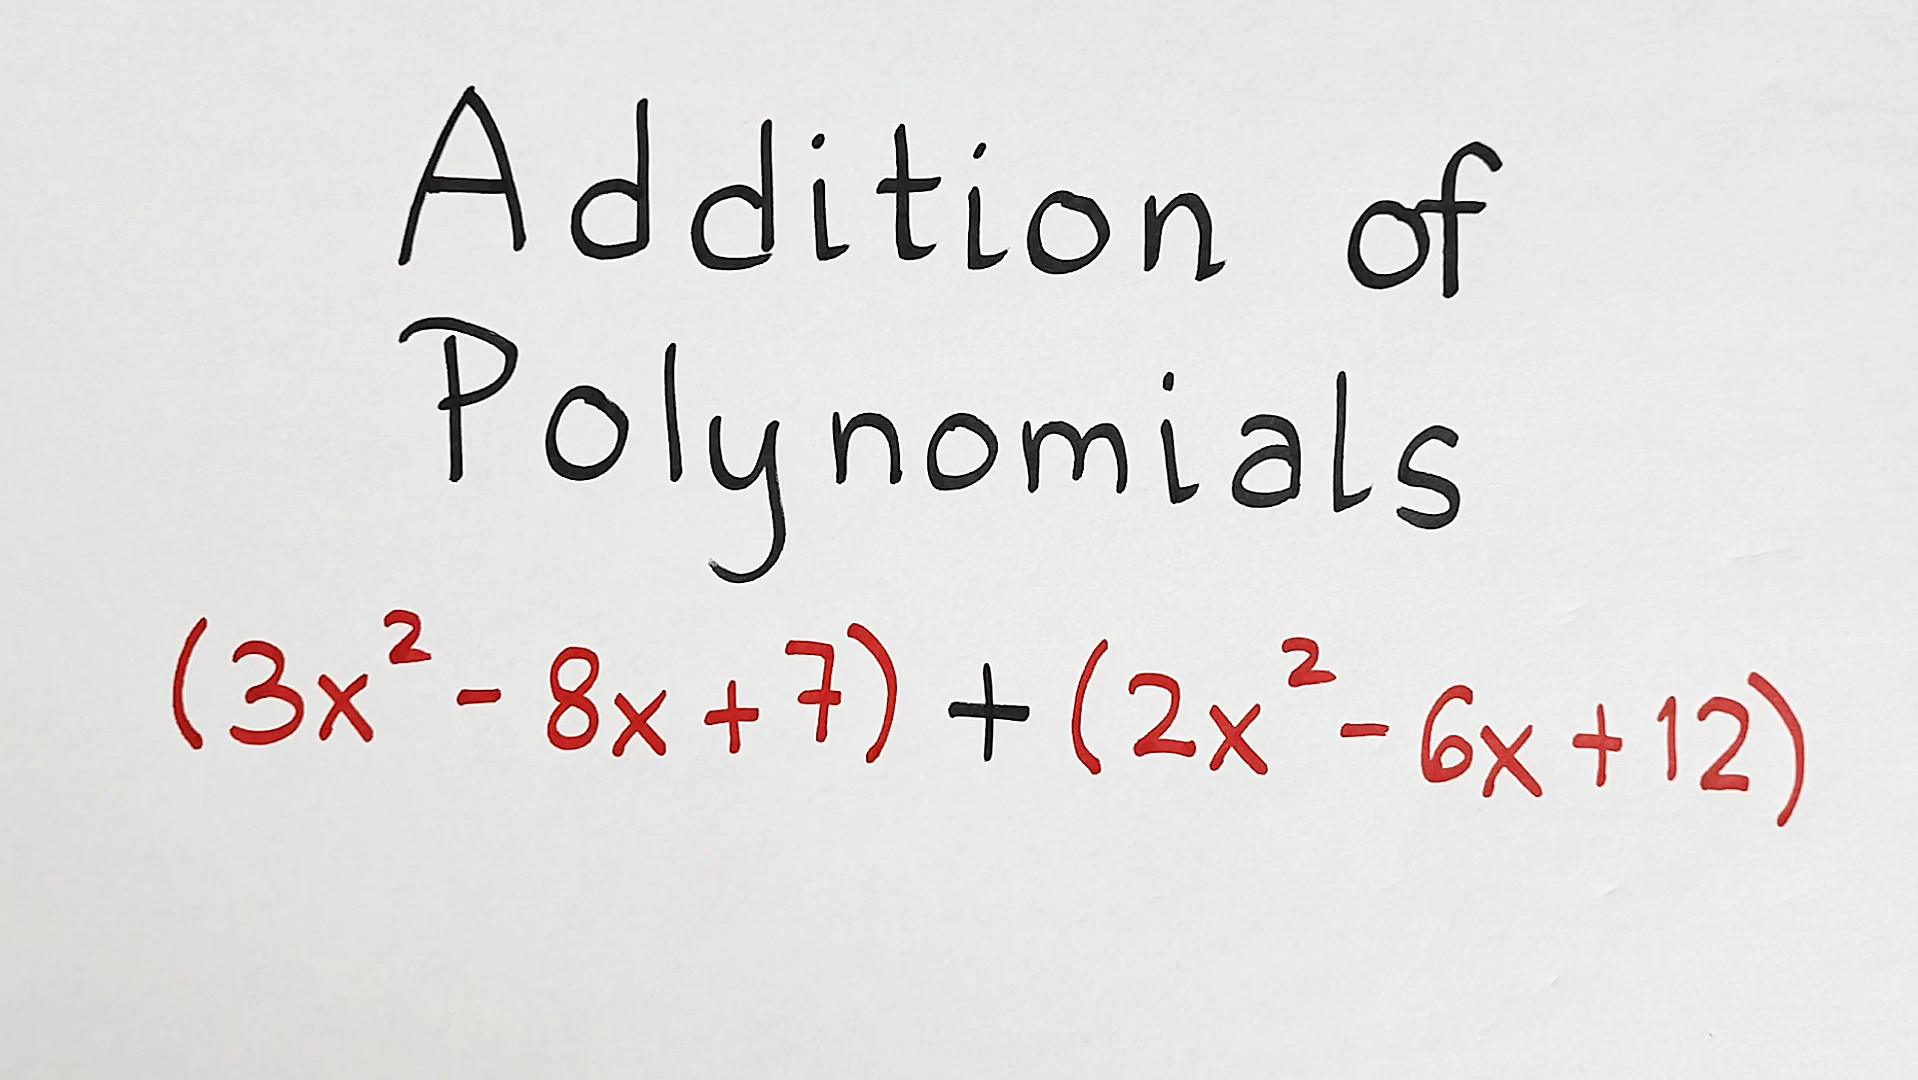 Addition of
Polynomials
(3x² - 8x + 7) + (2x² - 6x + 12)